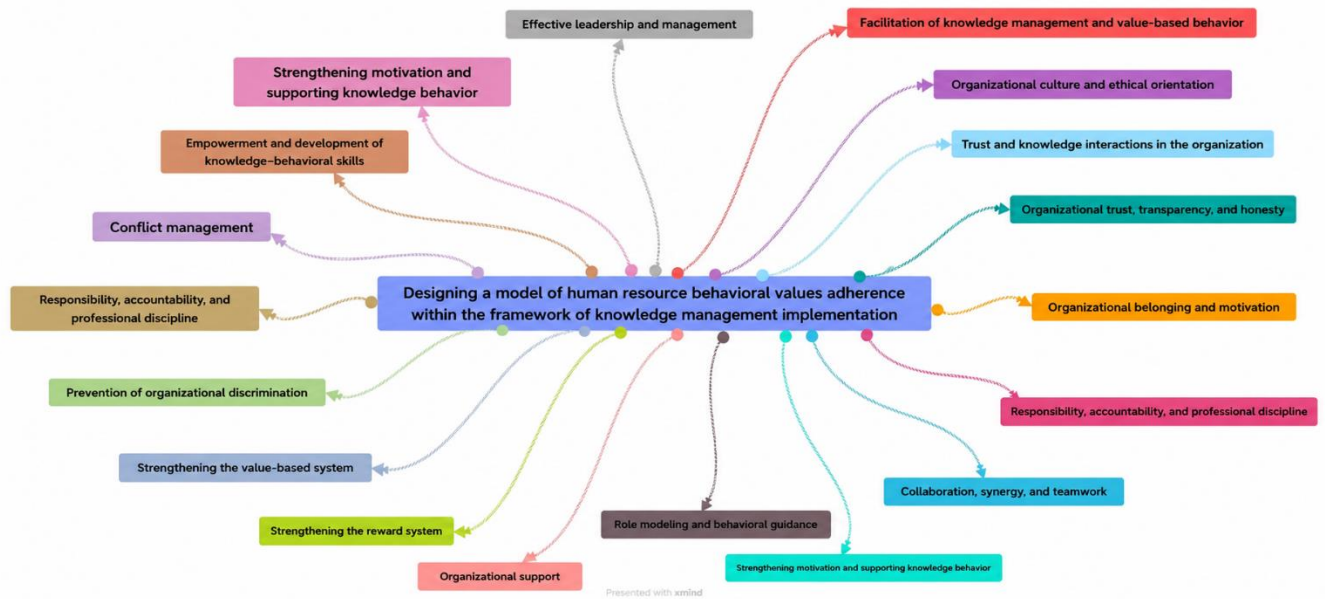 Effective leadership and management
Facilitation of knowledge management and value-based behavior
Strengthening motivation and
supporting knowledge behavior
Organizational culture and ethical orientation
Empowerment and development of
knowledge–behavioral skills
Trust and knowledge interactions in the organization
Conflict management
Organizational trust, transparency, and honesty
Designing a model of human resource behavioral values adherence
within the framework of knowledge management implementation
Responsibility, accountability, and
professional discipline
Organizational belonging and motivation
Prevention of organizational discrimination
Responsibility, accountability, and professional discipline
Strengthening the value-based system
Collaboration, synergy, and teamwork
Strengthening the reward system
Role modeling and behavioral guidance
Organizational support
Strengthening motivation and supporting knowledge behavior
Presented with xmind